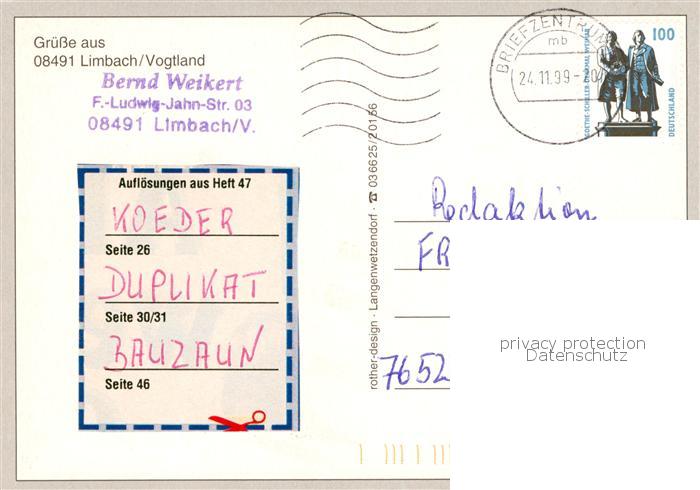 Grüße aus
08491 Limbach/Vogtland
Bernd Weikert
F.-Ludwig-Jahn-Str. 03
08491 Limbach/V.
Auflösungen aus Heft 47
KOEDER
Seite 26
DUPLIKAT
Seite 30/31
BAUZAUN
Seite 46
rother-design · Langenwetzendorf · ☎ 036625/20156
BRIEFZENTRUM
mb
24.11.99-20
100
GOETHE-SCHILLER-DENKMAL WEIMAR
DEUTSCHLAND
Redaktion
FR
7652
privacy protection
Datenschutz